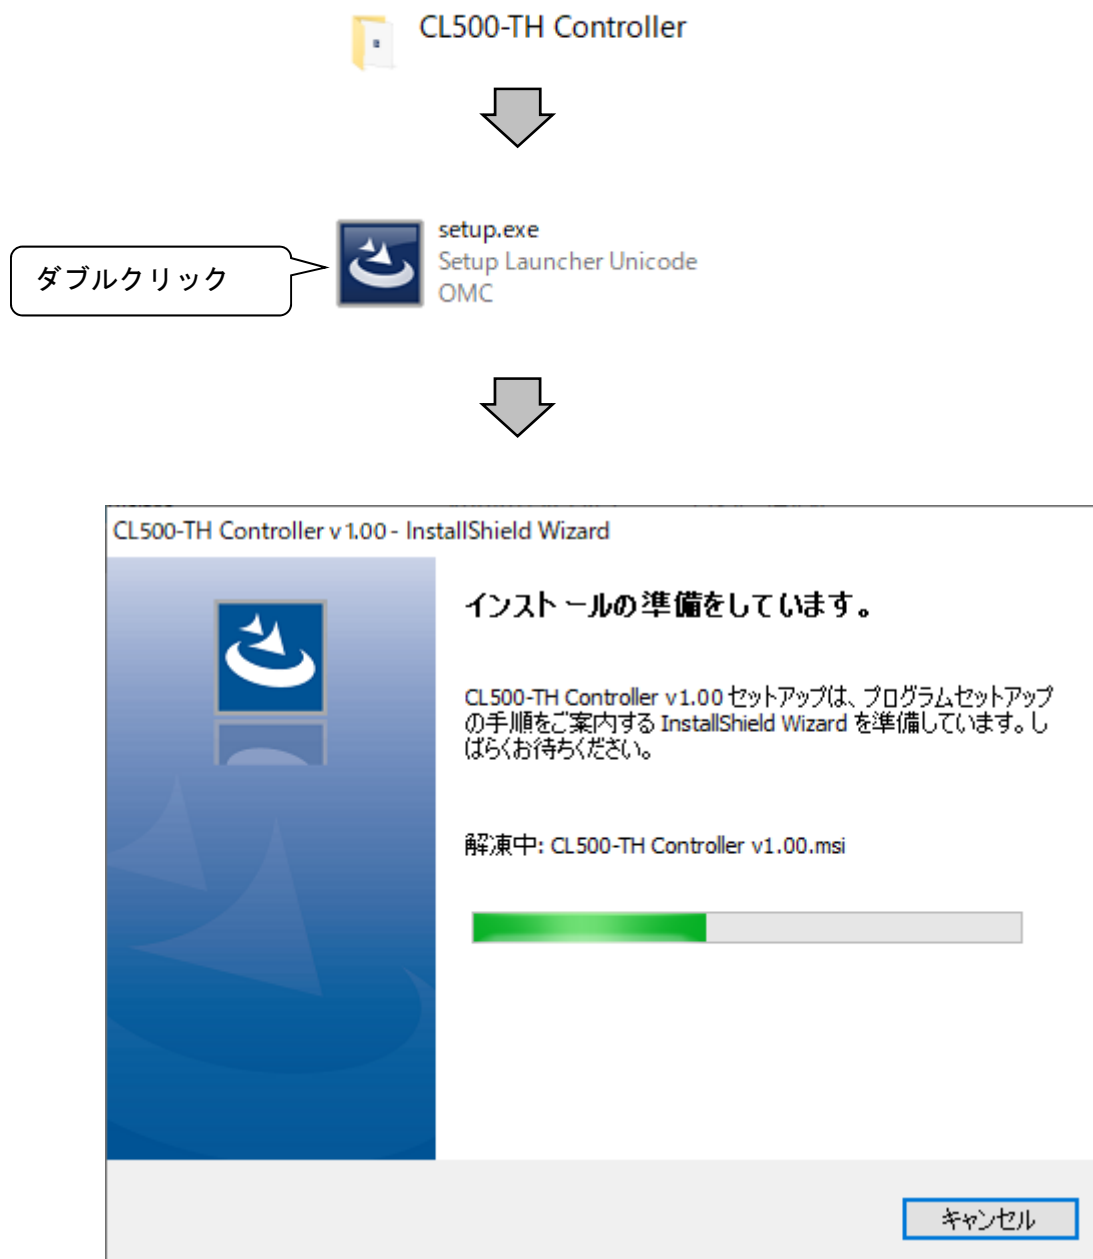 CL500-TH Controller
setup.exe
Setup Launcher Unicode
OMC
ダブルクリック
CL500-TH Controller v1.00 - InstallShield Wizard
インストールの準備をしています。
CL500-TH Controller v1.00 セットアップは、プログラムセットアップ
の手順をご案内する InstallShield Wizard を準備しています。し
ばらくお待ちください。
解凍中: CL500-TH Controller v1.00.msi
キャンセル